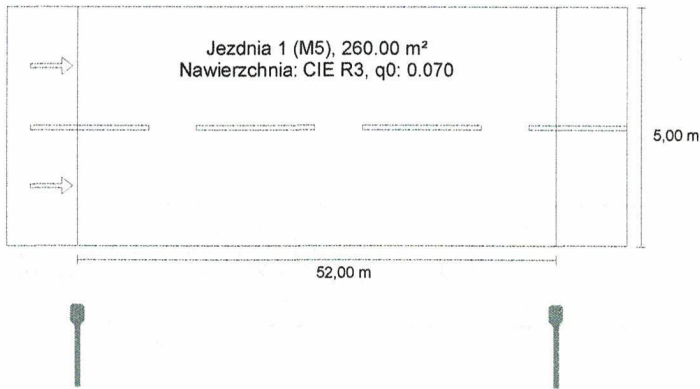 Jezdnia 1 (M5), 260.00 m²
Nawierzchnia: CIE R3, q0: 0.070
5,00 m
52,00 m